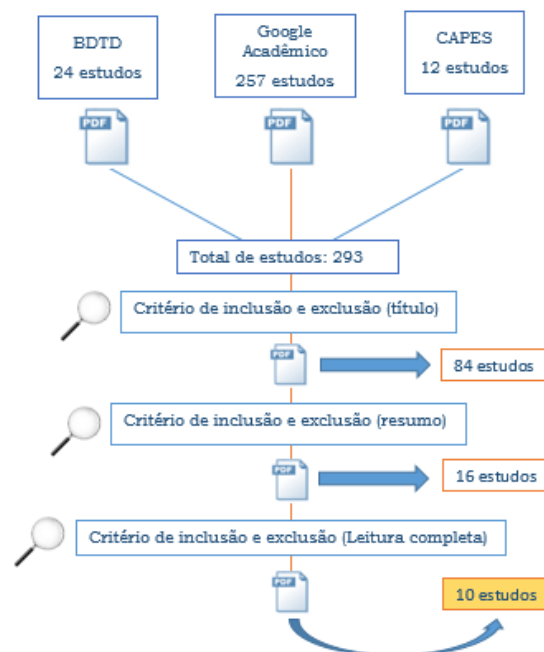 BDTD
24 estudos
Google
Acadêmico
257 estudos
CAPES
12 estudos
PDF
PDF
PDF
Total de estudos: 293
Critério de inclusão e exclusão (título)
PDF
84 estudos
Critério de inclusão e exclusão (resumo)
PDF
16 estudos
Critério de inclusão e exclusão (Leitura completa)
PDF
10 estudos